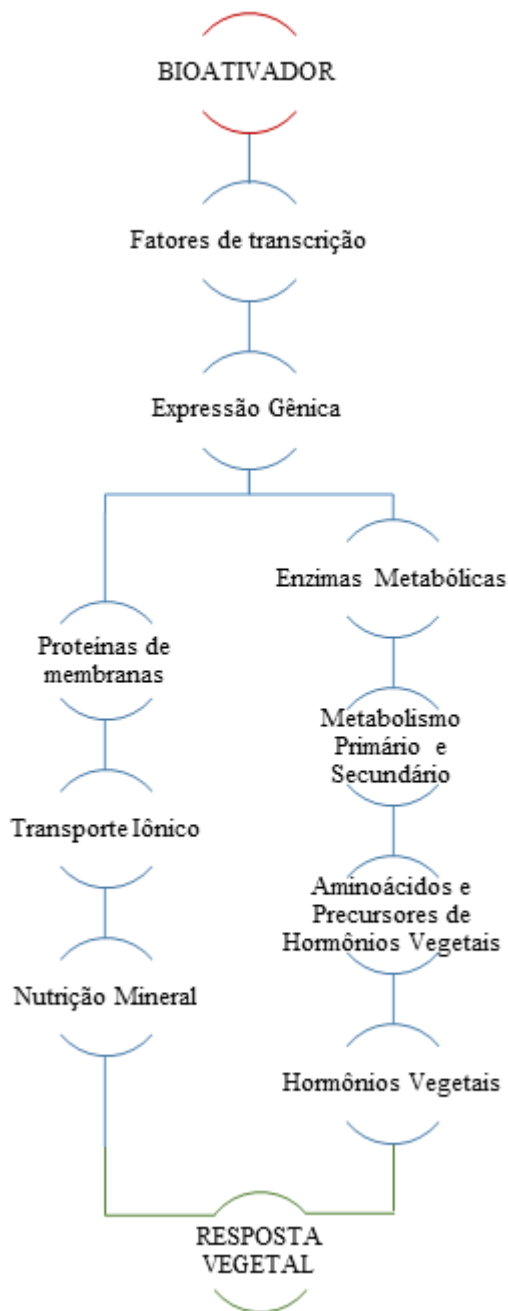 BIOATIVADOR
Fatores de transcrição
Expressão Gênica
Proteínas de
membranas
Transporte Iônico
Nutrição Mineral
Enzimas Metabólicas
Metabolismo
Primário e
Secundário
Aminoácidos e
Precursores de
Hormônios Vegetais
Hormônios Vegetais
RESPOSTA
VEGETAL